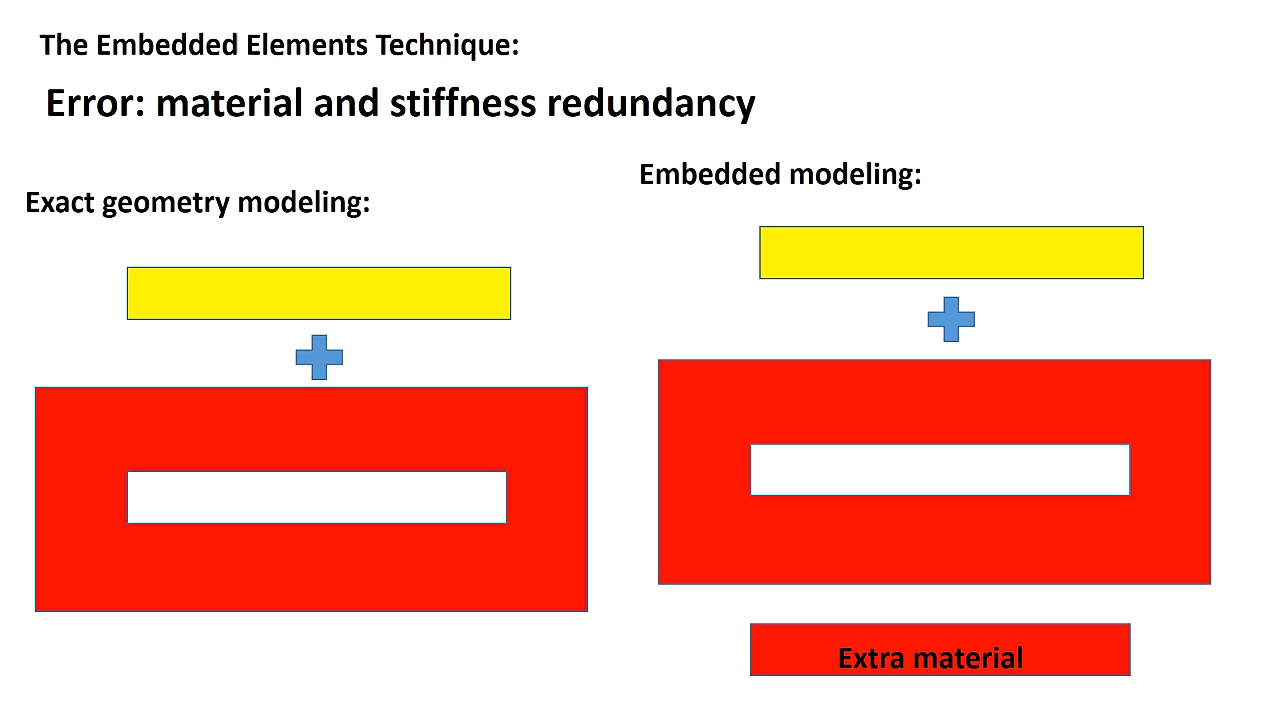 The Embedded Elements Technique:
Error: material and stiffness redundancy
Embedded modeling:
Exact geometry modeling:
Extra material